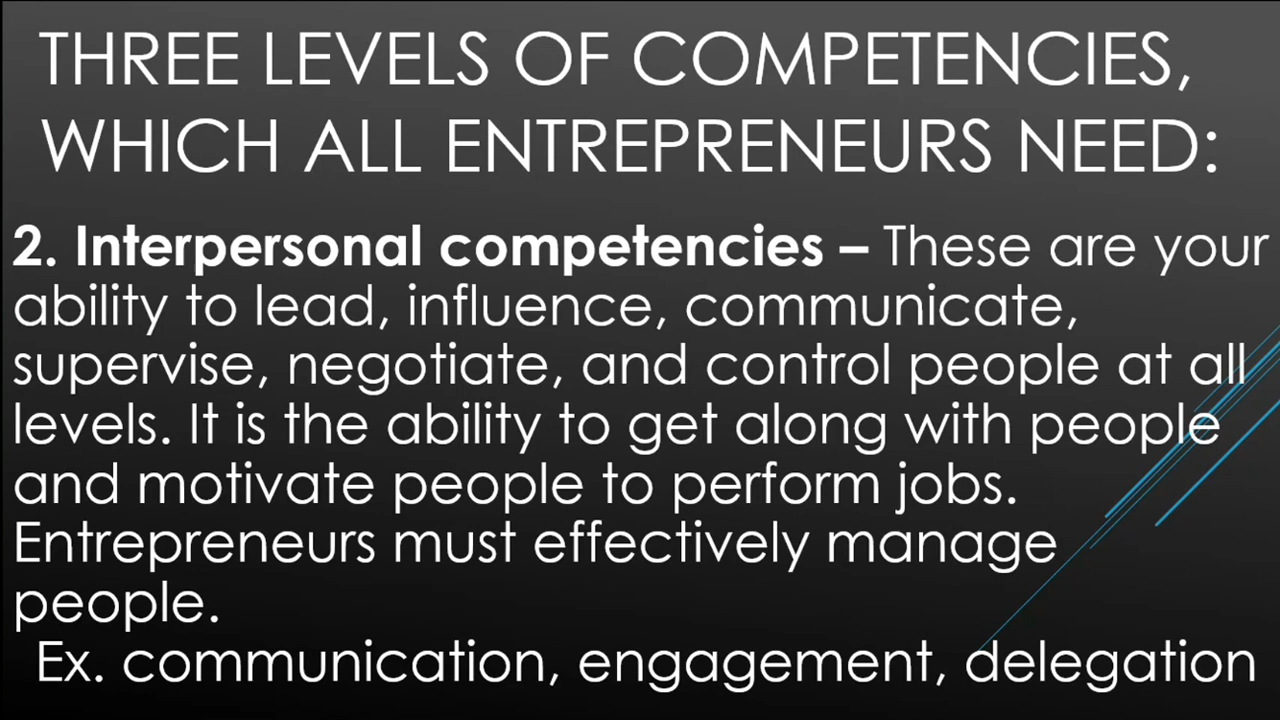 THREE LEVELS OF COMPETENCIES,
WHICH ALL ENTREPRENEURS NEED:
2. Interpersonal competencies – These are your
ability to lead, influence, communicate,
supervise, negotiate, and control people at all
levels. It is the ability to get along with people
and motivate people to perform jobs.
Entrepreneurs must effectively manage
people.
Ex. communication, engagement, delegation